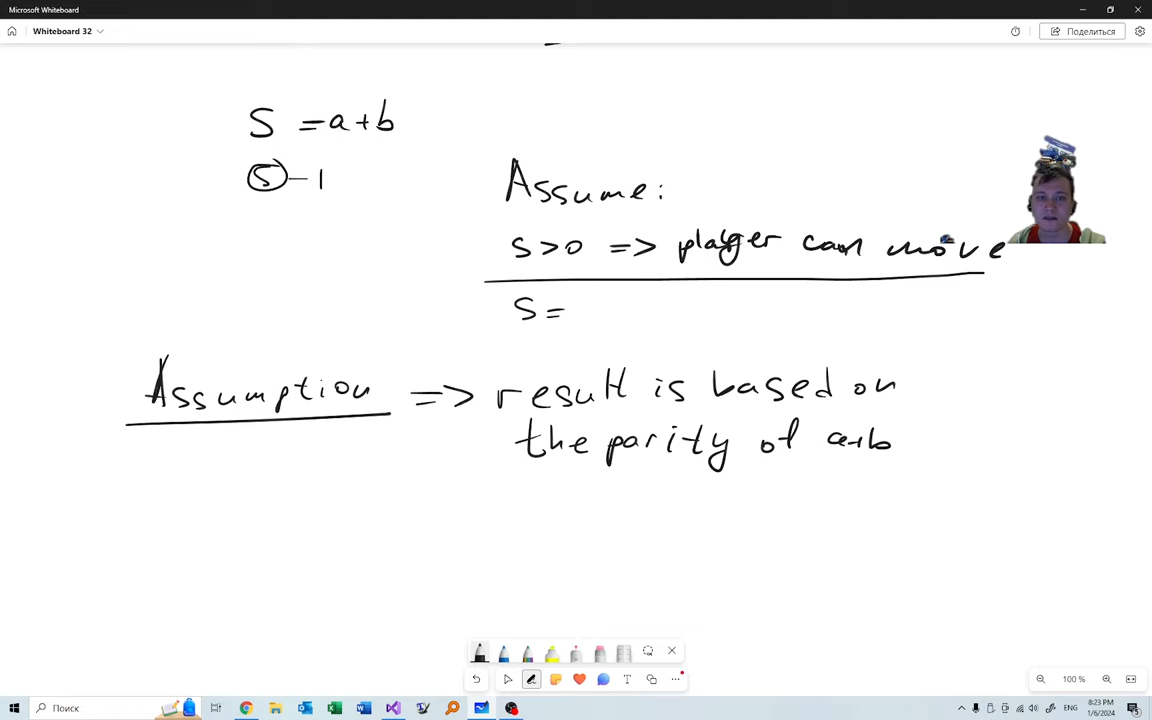 Microsoft Whiteboard
Whiteboard 32
Поделиться
S = a+b
S - 1
Assume:
S>0 => player can move
S =
Assumption => result is based on
the parity of a+b
100 %
Поиск
ENG
8:23 PM
1/6/2024
5